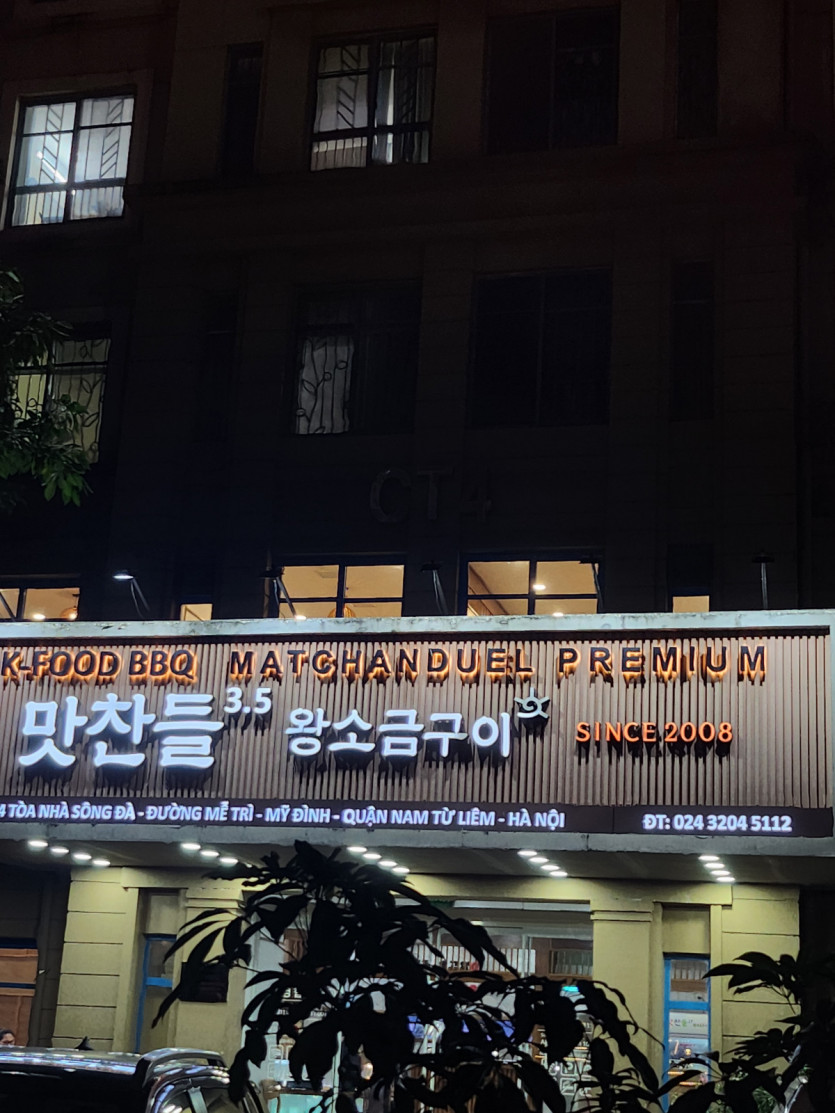 CT4
K-FOOD BBQ MATCHANDUEL PREMIUM
맛찬들 3.5 왕소금구이 SINCE 2008
4 TÒA NHÀ SÔNG ĐÀ - ĐƯỜNG MỄ TRÌ - MỸ ĐÌNH - QUẬN NAM TỪ LIÊM - HÀ NỘI ĐT: 024 3204 5112